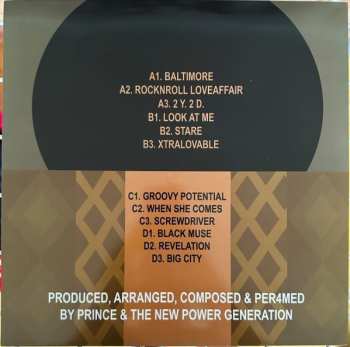 A1. BALTIMORE
A2. ROCKNROLL LOVEAFFAIR
A3. 2 Y. 2 D.
B1. LOOK AT ME
B2. STARE
B3. XTRALOVABLE
C1. GROOVY POTENTIAL
C2. WHEN SHE COMES
C3. SCREWDRIVER
D1. BLACK MUSE
D2. REVELATION
D3. BIG CITY
PRODUCED, ARRANGED, COMPOSED & PER4MED
BY PRINCE & THE NEW POWER GENERATION